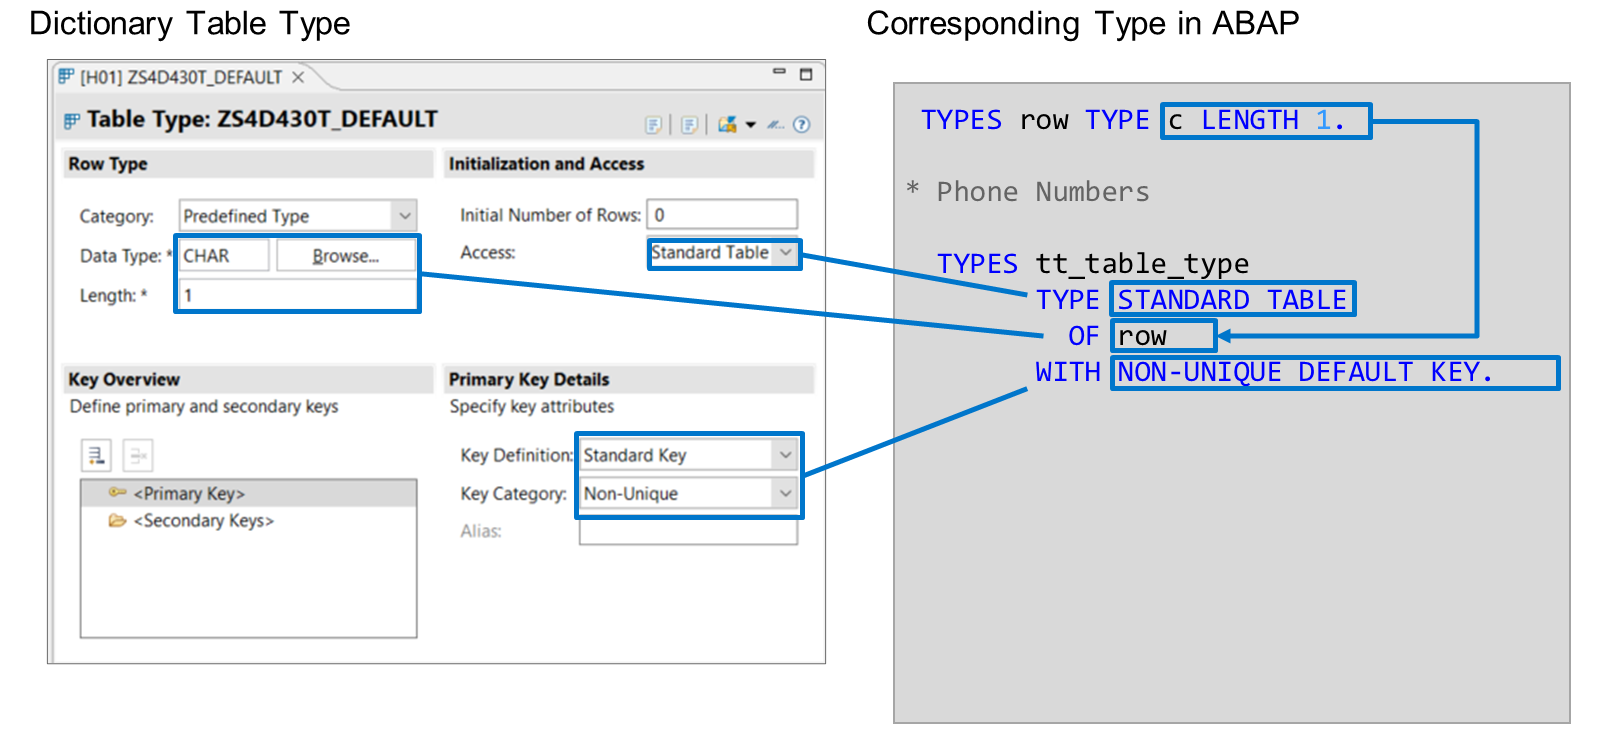 Dictionary Table Type
Corresponding Type in ABAP
[H01] ZS4D430T_DEFAULT
Table Type: ZS4D430T_DEFAULT
Row Type
Category: Predefined Type
Data Type: * CHAR Browse...
Length: * 1
Initialization and Access
Initial Number of Rows: 0
Access: Standard Table
Key Overview
Define primary and secondary keys
<Primary Key>
<Secondary Keys>
Primary Key Details
Specify key attributes
Key Definition: Standard Key
Key Category: Non-Unique
Alias:
TYPES row TYPE c LENGTH 1.
* Phone Numbers
TYPES tt_table_type
TYPE STANDARD TABLE
OF row
WITH NON-UNIQUE DEFAULT KEY.